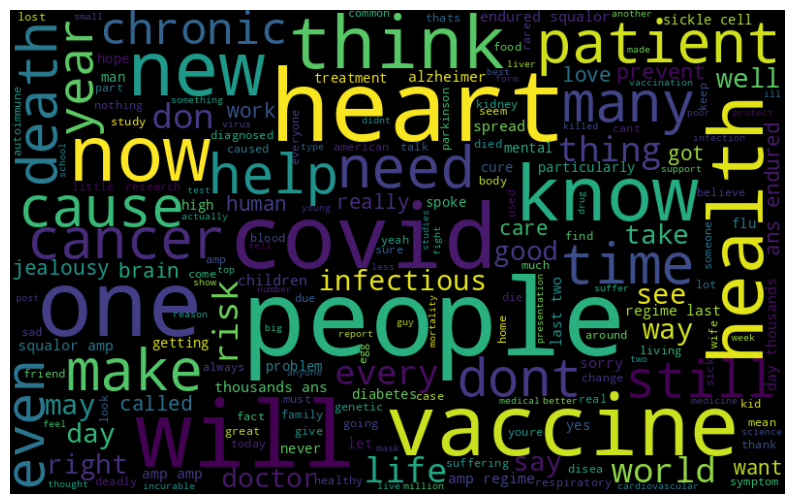 lost
small
chronic
think
common
thats
endured squalor
rare
another
made
sickle cell
death
year
hope
man
part
new
treatment
alzheimer
food
liver
best
form
seem
patient
love
prevent
well
vaccination
keep
ill
poor
protect
autoimmune
school
nothing
something
study
virus
now
don
work
diagnosed
caused
everyone
type
heart
didnt
american
talk
parkinson
kidney
spread
died
many
killed
cant
thing
got
infection
support
health
little
research
test
help
need
cure
mental
particularly
believe
cause
high
actually
human
really
young
spoke
body
used
drug
know
care
find
take
flu
someone
ans endured
cancer
covid
blood
tell
yeah
sure
less
studies
fight
good
time
lot
jealousy
brain
come
top
amp
children
infectious
much
die
suffer
see
regime last
day thousands
post
reason
show
number
due
one
sad
risk
big
report
guy
egg
mortality
people
home
presentation
around
last two
way
living
two
wife
sick
week
squalor amp
getting
friend
always
problem
anyone
make
every
dont
sorry
change
still
even
look
feel
thousands ans
diabetes
case
medical
better
real
kid
medicine
may
called
fact
must
family
genetic
will
vaccine
mean
science
day
great
today
never
give
going
youre
yes
thank
right
deadly
thought
incurable
amp amp
doctor
healthy
let
mask
live
million
life
suffering
say
amp regime
disea
respiratory
world
cardiovascular
want
symptom